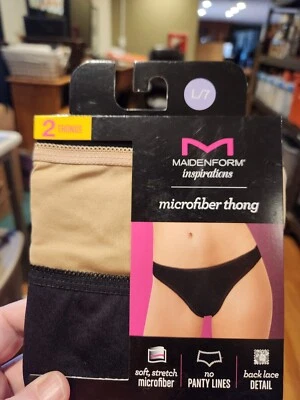 L/7
2 THONGS
MAIDENFORM®
inspirations
microfiber thong
soft, stretch
microfiber
no
PANTY LINES
back lace
DETAIL